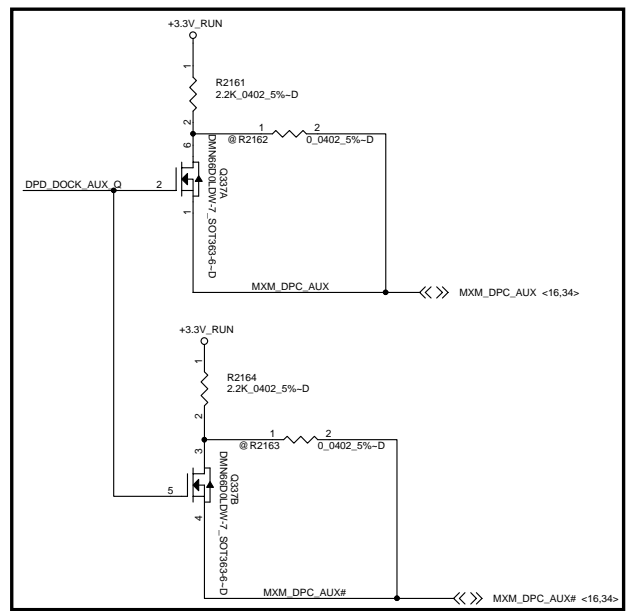 +3.3V_RUN
1
R2161
2.2K_0402_5%~D
2
1 2
@ R2162 0_0402_5%~D
6
DPD_DOCK_AUX_Q
2
Q337A
DMN66D0LDW-7_SOT363-6~D
1
MXM_DPC_AUX
MXM_DPC_AUX <16,34>
+3.3V_RUN
1
R2164
2.2K_0402_5%~D
2
1 2
@ R2163 0_0402_5%~D
3
5
Q337B
DMN66D0LDW-7_SOT363-6~D
4
MXM_DPC_AUX#
MXM_DPC_AUX# <16,34>